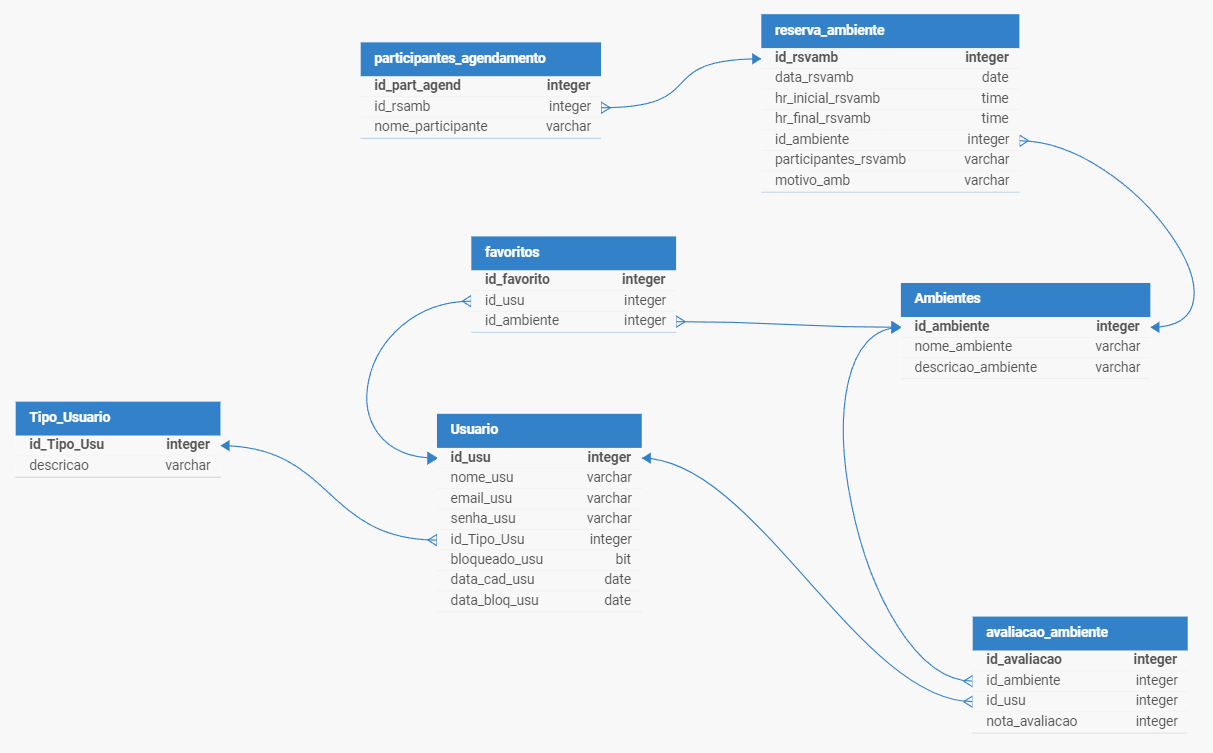 reserva_ambiente
id_rsvamb integer
data_rsvamb date
hr_inicial_rsvamb time
hr_final_rsvamb time
id_ambiente integer
participantes_rsvamb varchar
motivo_amb varchar
participantes_agendamento
id_part_agend integer
id_rsamb integer
nome_participante varchar
favoritos
id_favorito integer
id_usu integer
id_ambiente integer
Ambientes
id_ambiente integer
nome_ambiente varchar
descricao_ambiente varchar
Tipo_Usuario
id_Tipo_Usu integer
descricao varchar
Usuario
id_usu integer
nome_usu varchar
email_usu varchar
senha_usu varchar
id_Tipo_Usu integer
bloqueado_usu bit
data_cad_usu date
data_bloq_usu date
avaliacao_ambiente
id_avaliacao integer
id_ambiente integer
id_usu integer
nota_avaliacao integer